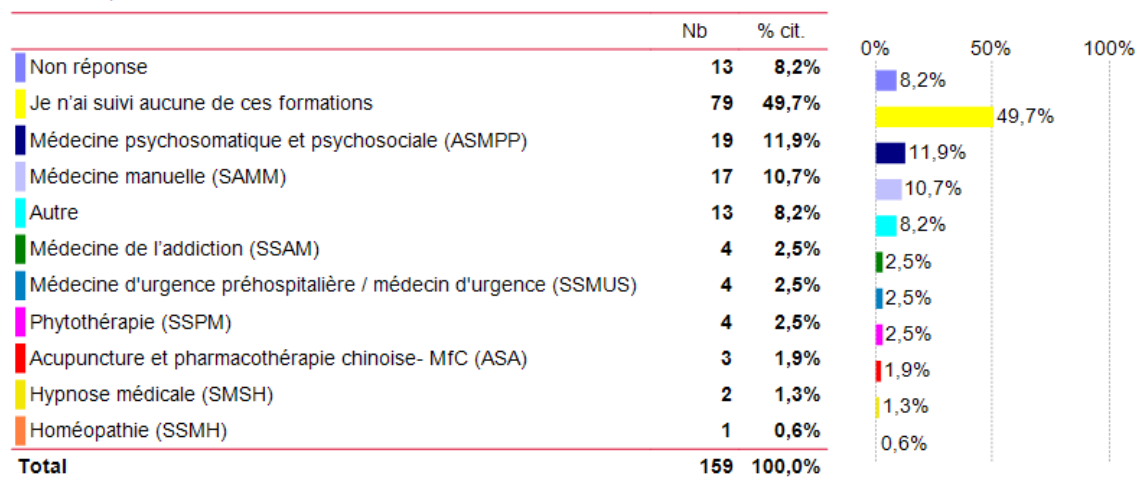 Nb % cit.
Non réponse 13 8,2%
Je n'ai suivi aucune de ces formations 79 49,7%
Médecine psychosomatique et psychosociale (ASMPP) 19 11,9%
Médecine manuelle (SAMM) 17 10,7%
Autre 13 8,2%
Médecine de l'addiction (SSAM) 4 2,5%
Médecine d'urgence préhospitalière / médecin d'urgence (SSMUS) 4 2,5%
Phytothérapie (SSPM) 4 2,5%
Acupuncture et pharmacothérapie chinoise- MfC (ASA) 3 1,9%
Hypnose médicale (SMSH) 2 1,3%
Homéopathie (SSMH) 1 0,6%
Total 159 100,0%
0% 50% 100%
8,2%
49,7%
11,9%
10,7%
8,2%
2,5%
2,5%
2,5%
1,9%
1,3%
0,6%